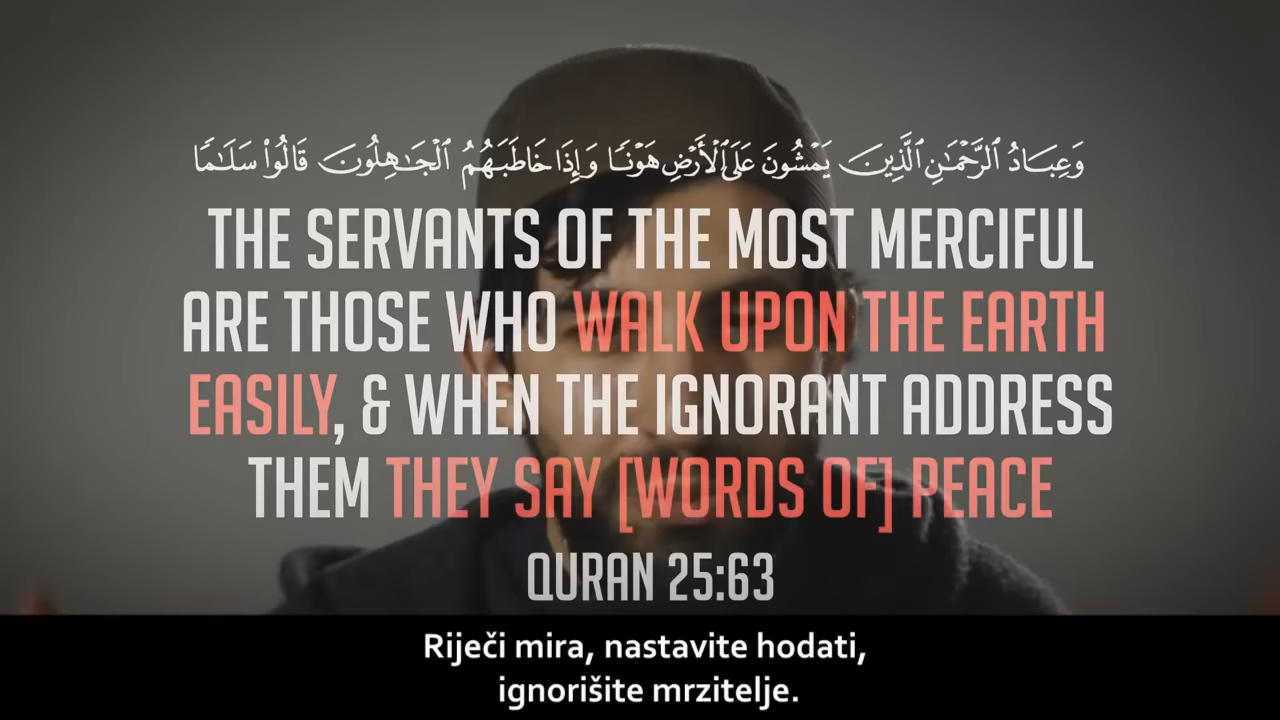 وَعِبَادُ ٱلرَّحْمَـٰنِ ٱلَّذِينَ يَمْشُونَ عَلَى ٱلْأَرْضِ هَوْنًا وَإِذَا خَاطَبَهُمُ ٱلْجَـٰهِلُونَ قَالُوا۟ سَلَـٰمًا
THE SERVANTS OF THE MOST MERCIFUL
ARE THOSE WHO WALK UPON THE EARTH
EASILY, & WHEN THE IGNORANT ADDRESS
THEM THEY SAY [WORDS OF] PEACE
QURAN 25:63
Riječi mira, nastavite hodati,
ignorišite mrzitelje.